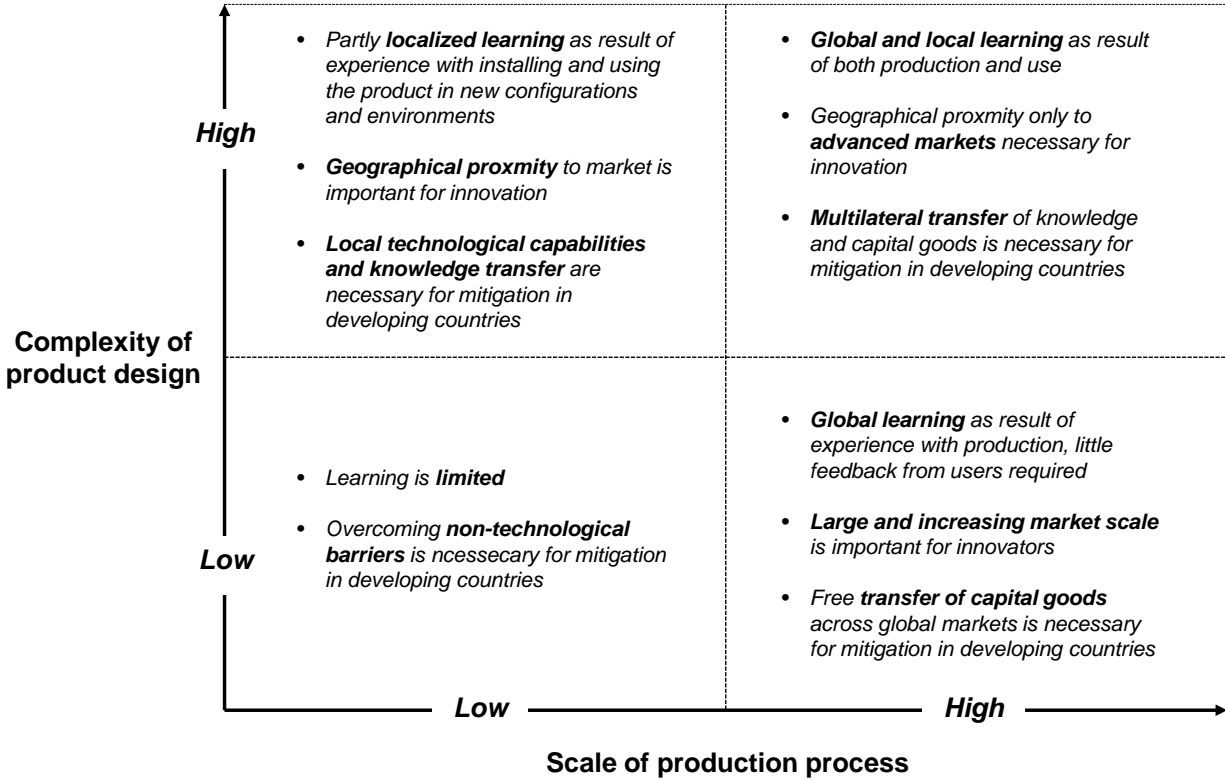 • Partly localized learning as result of
experience with installing and using
the product in new configurations
and environments
• Geographical proxmity to market is
important for innovation
• Local technological capabilities
and knowledge transfer are
necessary for mitigation in
developing countries
• Global and local learning as result
of both production and use
• Geographical proxmity only to
advanced markets necessary for
innovation
• Multilateral transfer of knowledge
and capital goods is necessary for
mitigation in developing countries
High
Complexity of
product design
• Learning is limited
• Overcoming non-technological
barriers is ncessecary for mitigation
in developing countries
• Global learning as result of
experience with production, little
feedback from users required
• Large and increasing market scale
is important for innovators
• Free transfer of capital goods
across global markets is necessary
for mitigation in developing countries
Low
Low
High
Scale of production process